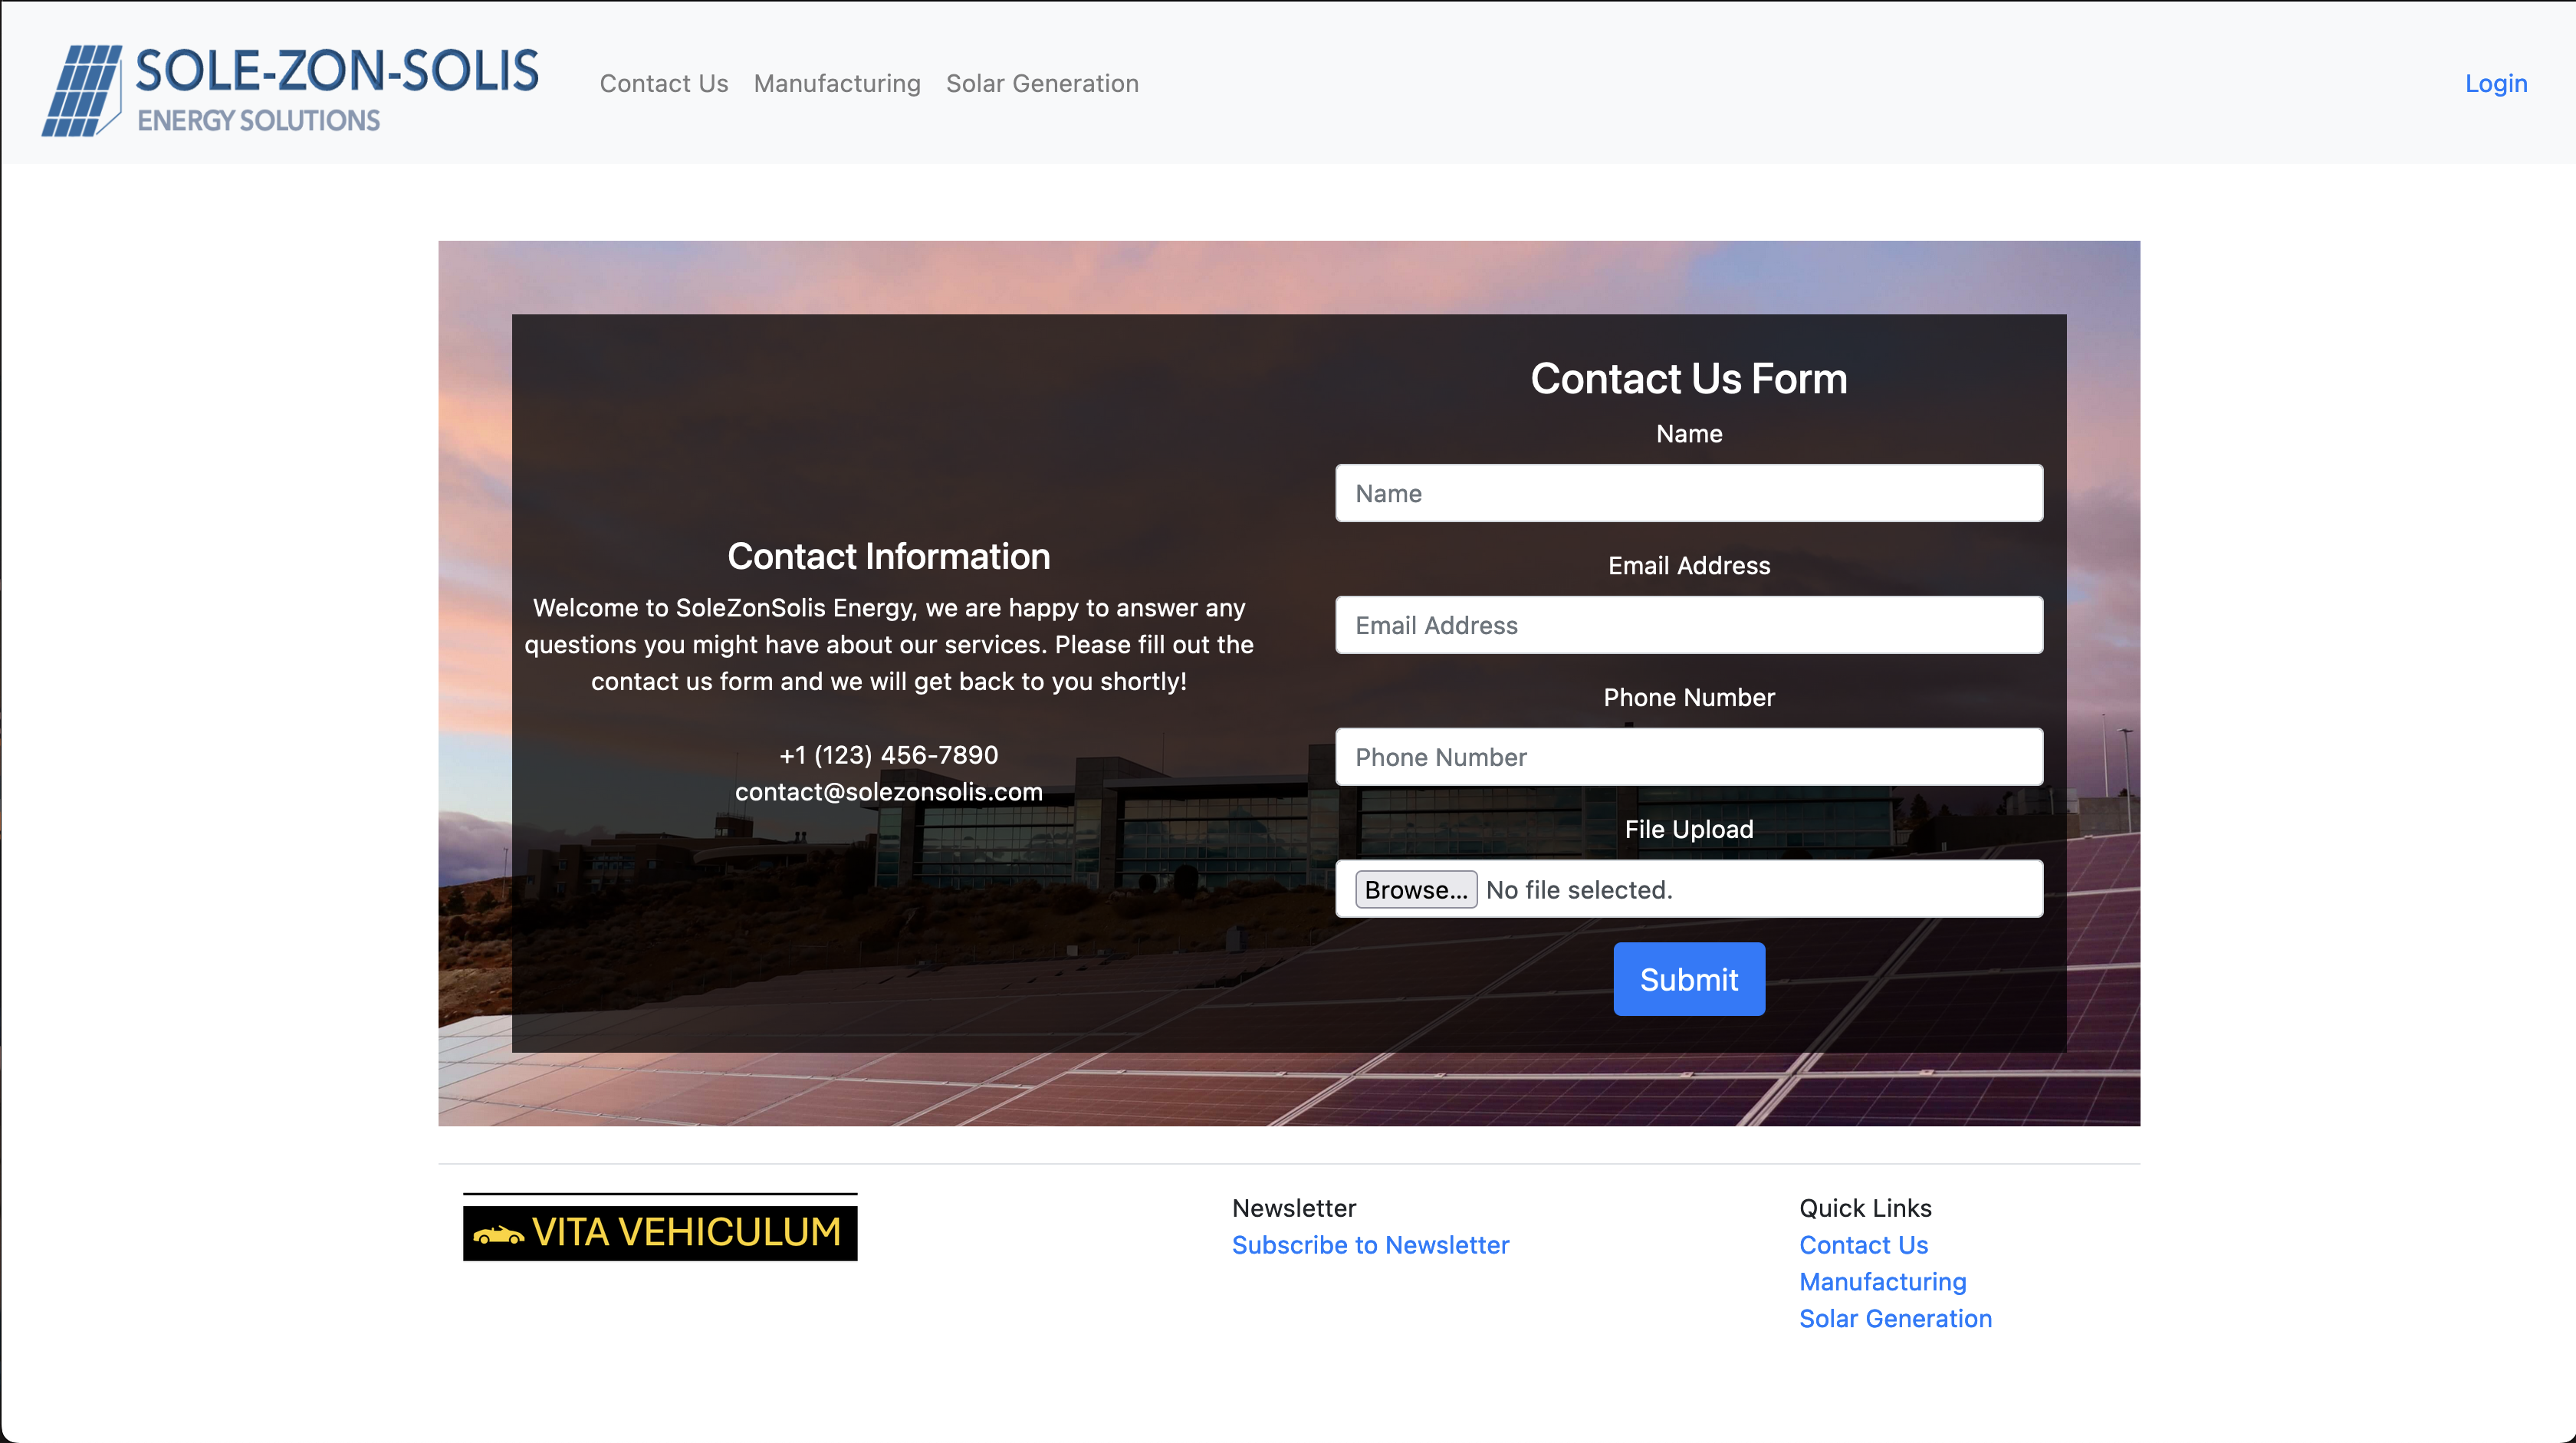 SOLE-ZON-SOLIS
ENERGY SOLUTIONS
Contact Us
Manufacturing
Solar Generation
Login
Contact Information
Welcome to SoleZonSolis Energy, we are happy to answer any
questions you might have about our services. Please fill out the
contact us form and we will get back to you shortly!
+1 (123) 456-7890
contact@solezonsolis.com
Contact Us Form
Name
Name
Email Address
Email Address
Phone Number
Phone Number
File Upload
Browse... No file selected.
Submit
VITA VEHICULUM
Newsletter
Subscribe to Newsletter
Quick Links
Contact Us
Manufacturing
Solar Generation